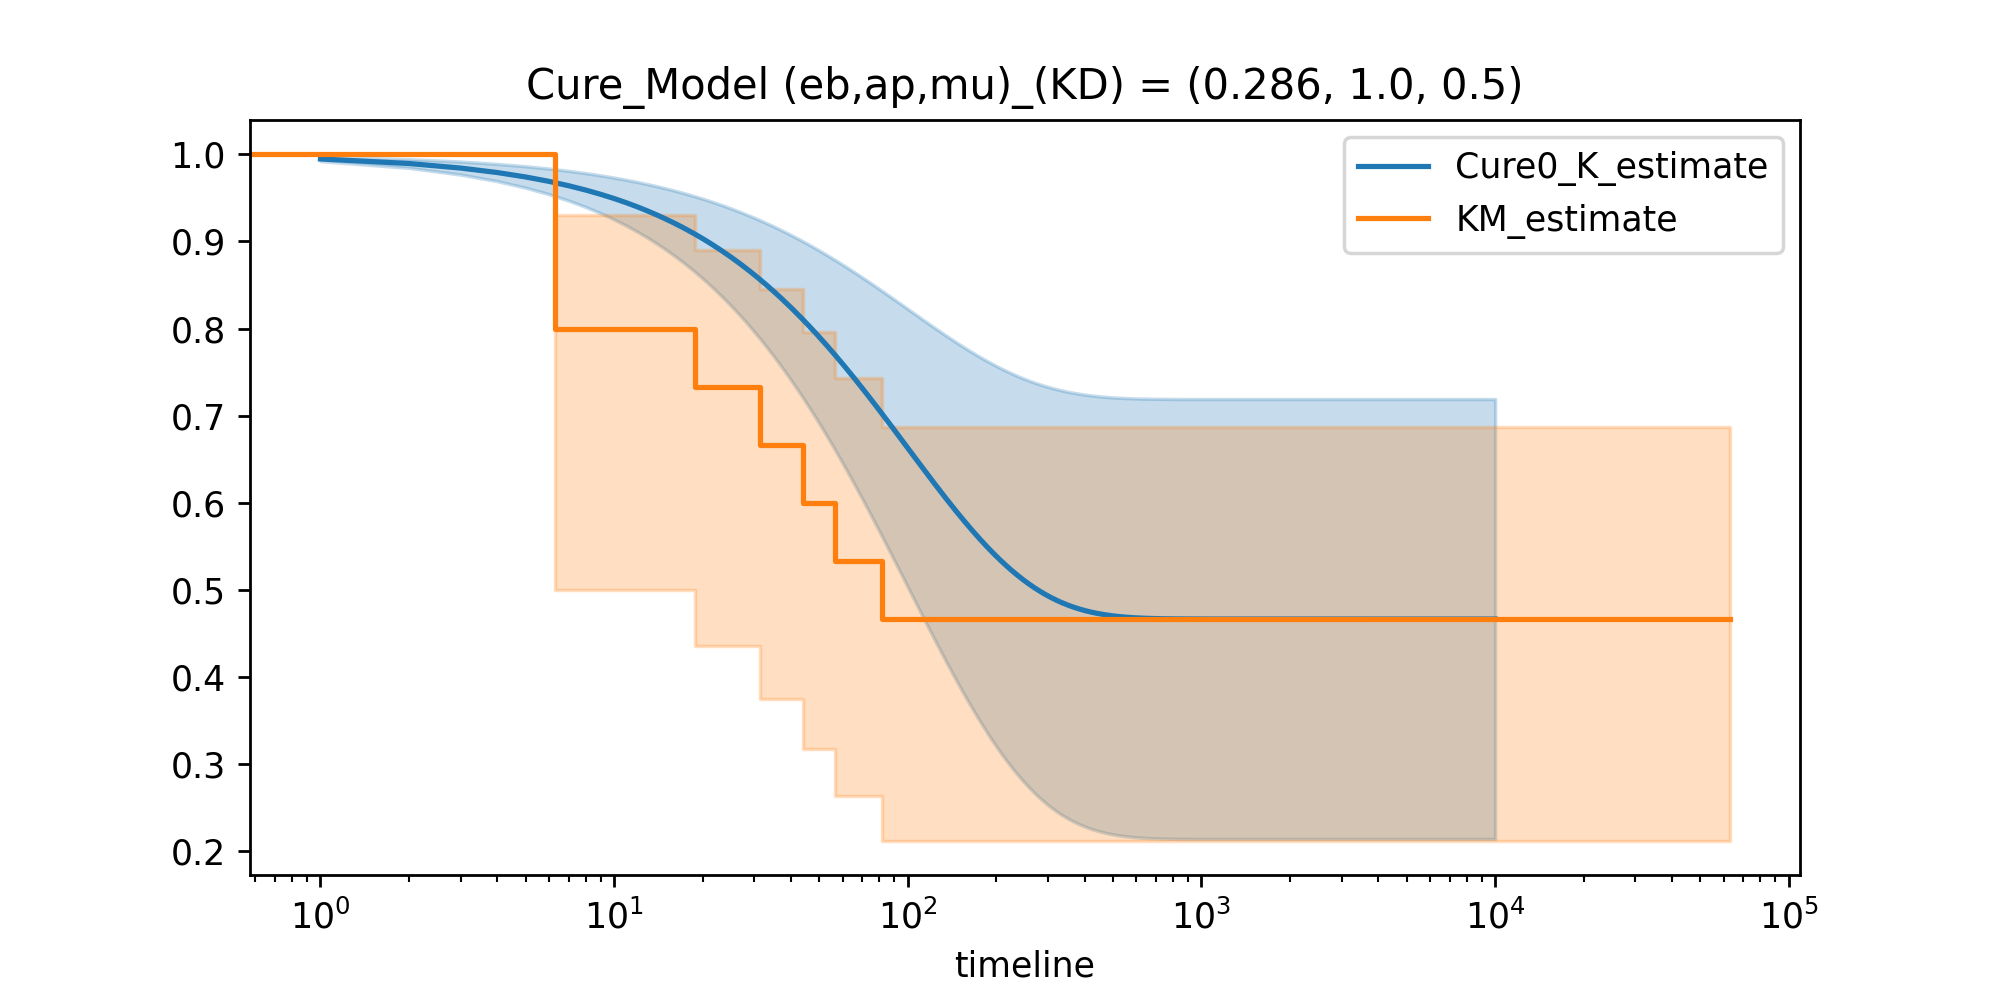 Cure_Model (eb,ap,mu)_(KD) = (0.286, 1.0, 0.5)
Cure0_K_estimate
KM_estimate
1.0
0.9
0.8
0.7
0.6
0.5
0.4
0.3
0.2
10⁰ 10¹ 10² 10³ 10⁴ 10⁵
timeline